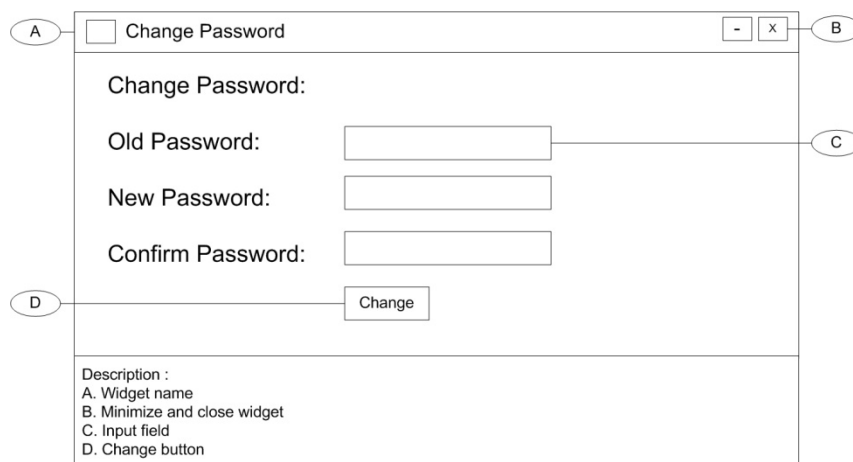 A
Change Password
-
X
B
Change Password:
Old Password:
C
New Password:
Confirm Password:
D
Change
Description :
A. Widget name
B. Minimize and close widget
C. Input field
D. Change button